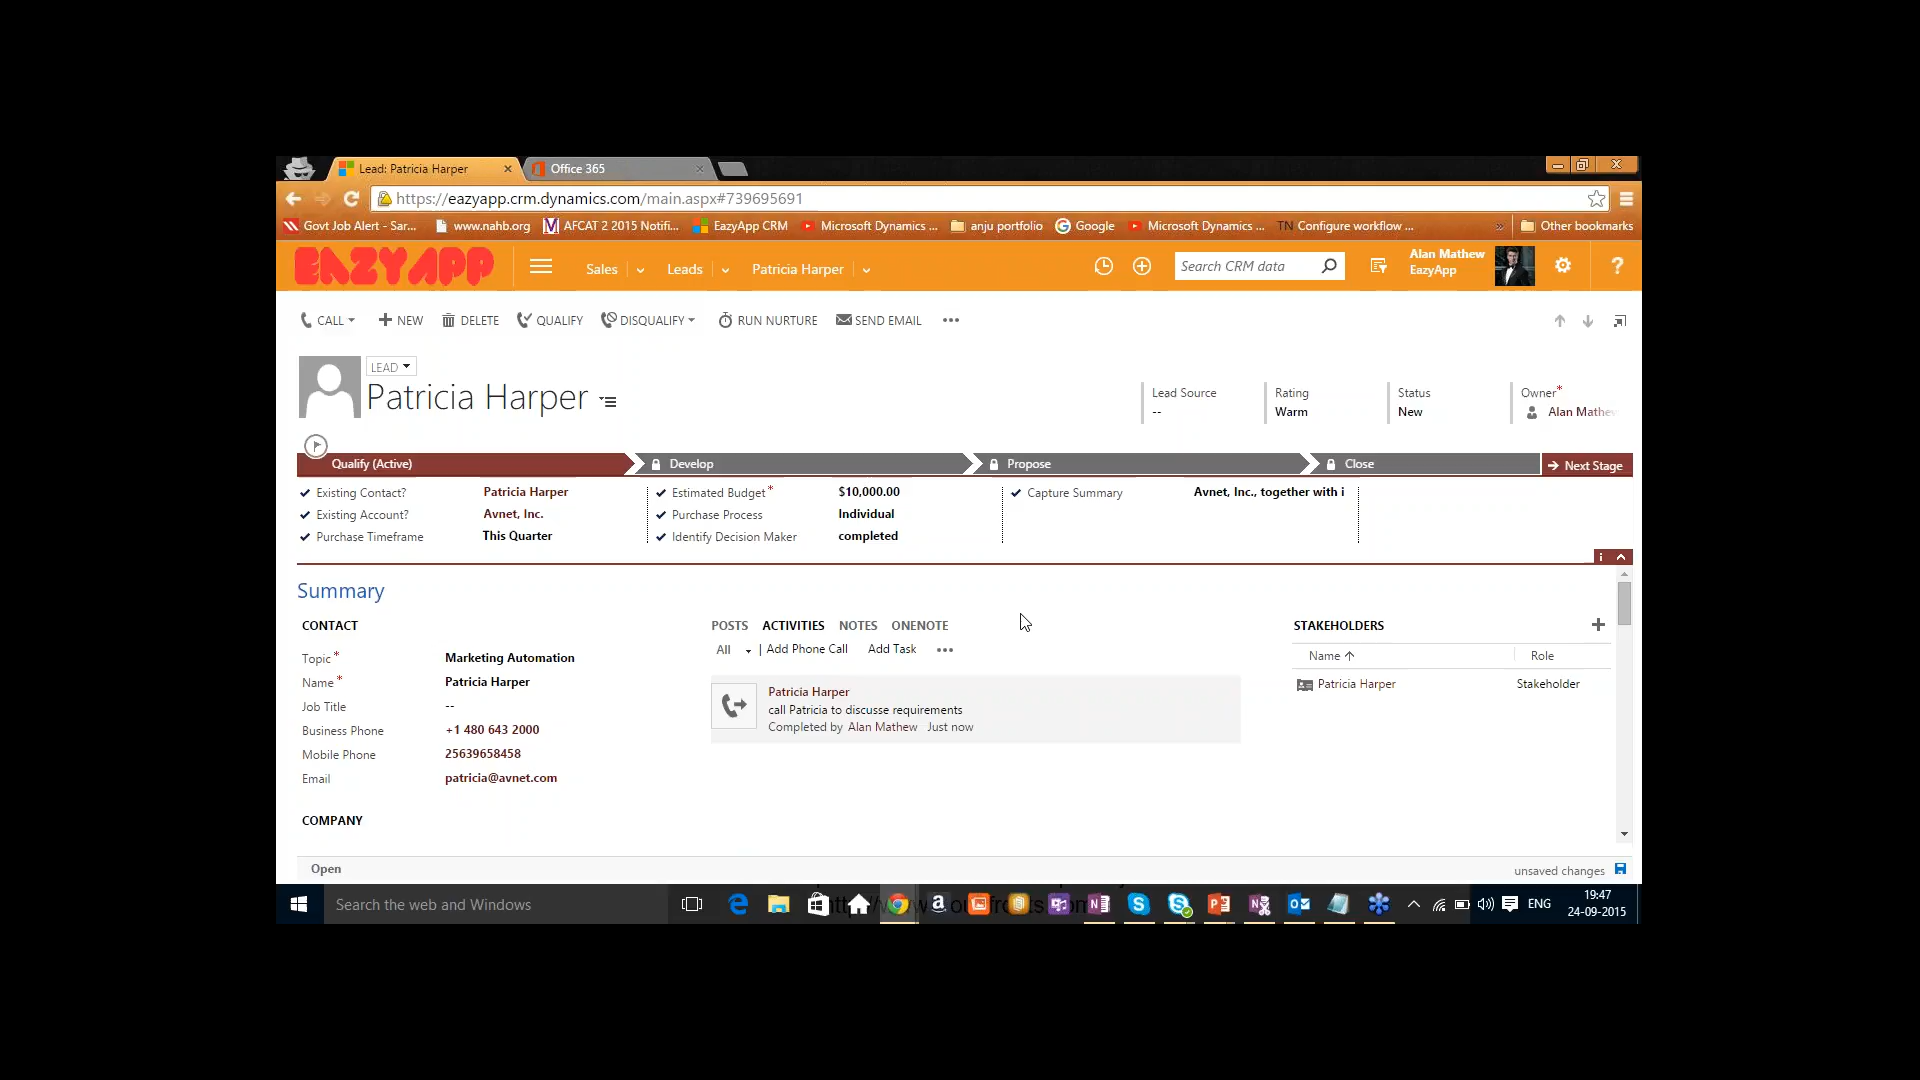 Lead: Patricia Harper
Office 365
https://eazyapp.crm.dynamics.com/main.aspx#739695691
Govt Job Alert - Sar... www.nahb.org AFCAT 2 2015 Notifi... EazyApp CRM Microsoft Dynamics ... anju portfolio Google Microsoft Dynamics ... TN Configure workflow ... » Other bookmarks
EAZYAPP Sales Leads Patricia Harper Search CRM data Alan Mathew
EazyApp
?
CALL NEW DELETE QUALIFY DISQUALIFY RUN NURTURE SEND EMAIL •••
LEAD
Patricia Harper
Lead Source Rating Status Owner*
-- Warm New Alan Mathe
Qualify (Active) Develop Propose Close Next Stage
Existing Contact? Patricia Harper Estimated Budget* $10,000.00 Capture Summary Avnet, Inc., together with i
Existing Account? Avnet, Inc. Purchase Process Individual
Purchase Timeframe This Quarter Identify Decision Maker completed
i
Summary
CONTACT POSTS ACTIVITIES NOTES ONENOTE STAKEHOLDERS
All | Add Phone Call Add Task •••
Name Role
Topic* Marketing Automation
Name* Patricia Harper
Patricia Harper Stakeholder
Job Title --
Business Phone +1 480 643 2000
Mobile Phone 25639658458
Email patricia@avnet.com
Patricia Harper
call Patricia to discusse requirements
Completed by Alan Mathew Just now
COMPANY
Open unsaved changes
Search the web and Windows ENG 19:47
24-09-2015